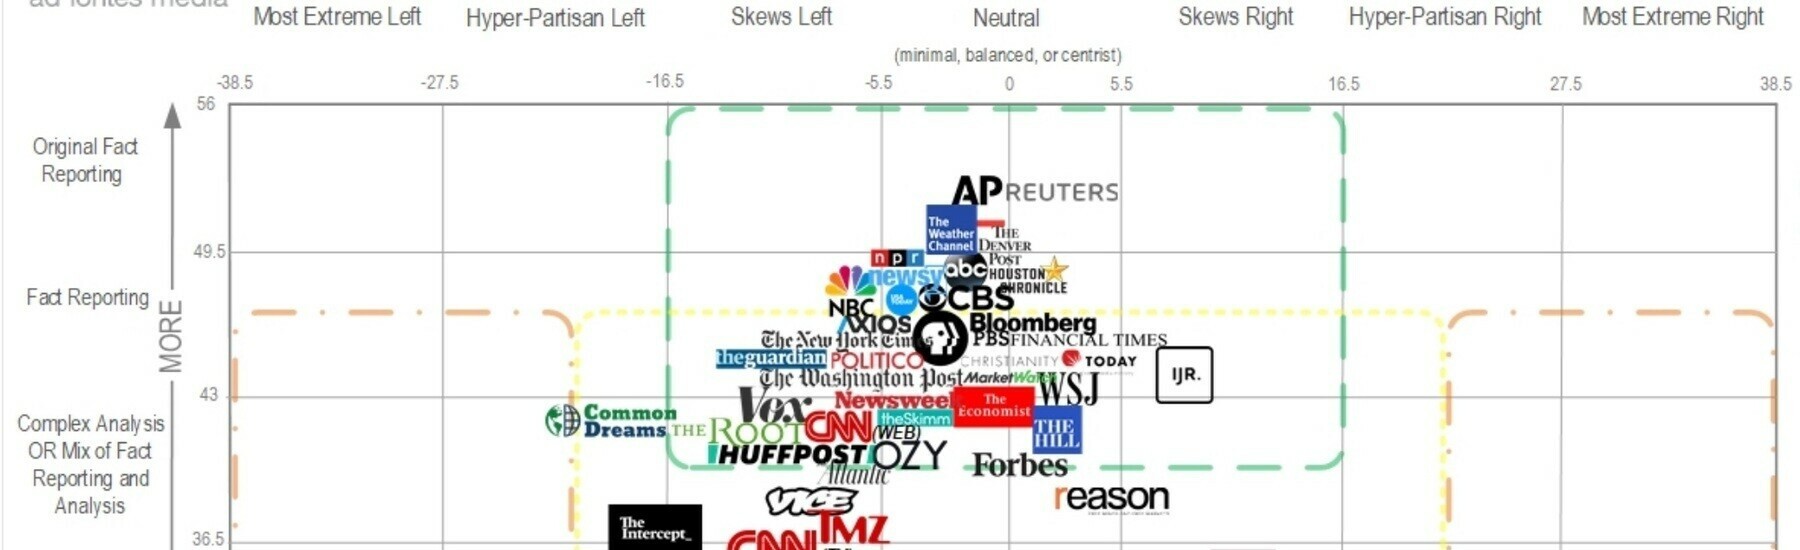 ad fontes media
Most Extreme Left Hyper-Partisan Left Skews Left Neutral Skews Right Hyper-Partisan Right Most Extreme Right
(minimal, balanced, or centrist)
-38.5 -27.5 -16.5 -5.5 0 5.5 16.5 27.5 38.5
56
Original Fact
Reporting
AP REUTERS
The
Weather
Channel
THE
DENVER
POST
49.5
npr
newsy
abc
HOUSTON
CHRONICLE
Fact Reporting
MORE
NBC
USA
TODAY
CBS
AXIOS
Bloomberg
The New York Times
PBS FINANCIAL TIMES
theguardian POLITICO
CHRISTIANITY TODAY
IJR.
The Washington Post
MarketWatch
WSJ
43
Complex Analysis
OR Mix of Fact
Reporting and
Analysis
Vox
Newsweek
The
Economist
Common
Dreams
THE ROOT
CNN
(WEB)
theSkimm
THE
HILL
HUFFPOST
OZY
Atlantic
Forbes
VICE
reason
The
Intercept_
CNN
TMZ
36.5